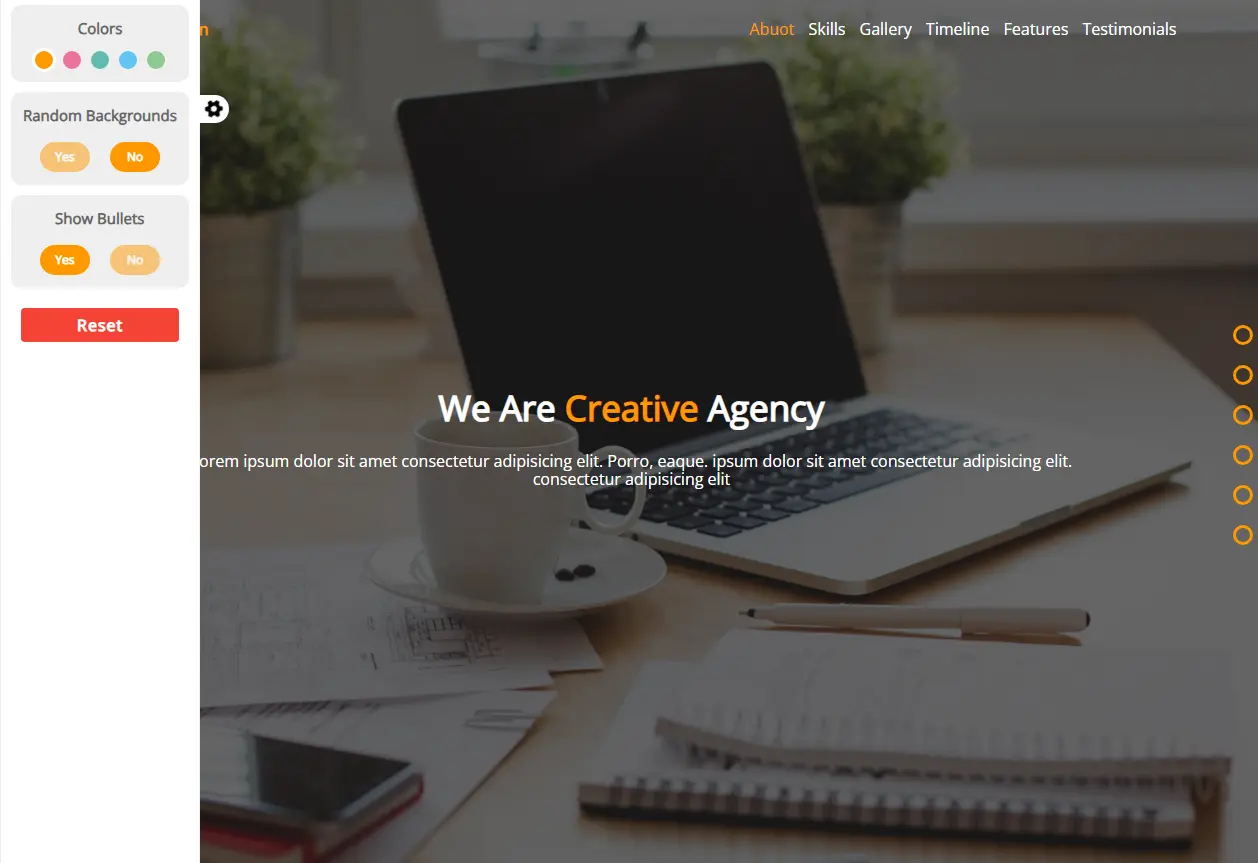 Colors
Random Backgrounds
Yes No
Show Bullets
Yes No
Reset
n
Abuot Skills Gallery Timeline Features Testimonials
We Are Creative Agency
orem ipsum dolor sit amet consectetur adipisicing elit. Porro, eaque. ipsum dolor sit amet consectetur adipisicing elit.
consectetur adipisicing elit